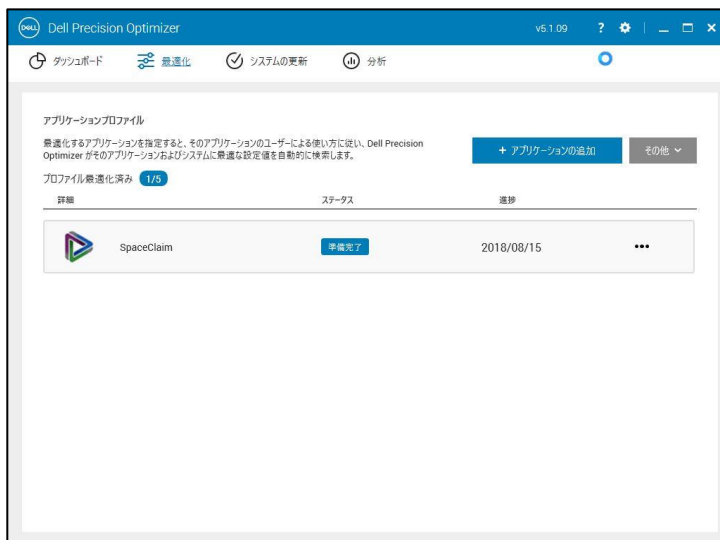 DELL Dell Precision Optimizer v5.1.09 ?
ダッシュボード 最適化 システムの更新 分析
アプリケーションプロファイル
最適化するアプリケーションを指定すると、そのアプリケーションのユーザーによる使い方に従い、Dell Precision
Optimizer がそのアプリケーションおよびシステムに最適な設定値を自動的に検索します。
+ アプリケーションの追加 その他
プロファイル最適化済み 1/5
詳細 ステータス 進捗
SpaceClaim 準備完了 2018/08/15